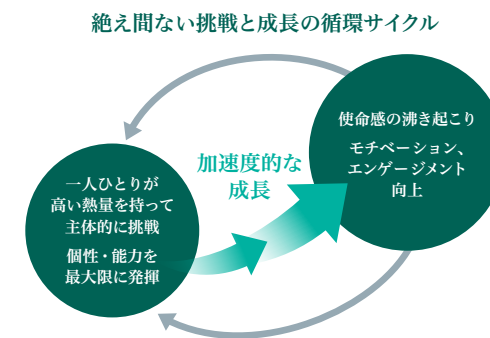 絶え間ない挑戦と成長の循環サイクル
使命感の沸き起こり
モチベーション、
エンゲージメント
向上
加速度的な
成長
一人ひとりが
高い熱量を持って
主体的に挑戦
個性・能力を
最大限に発揮